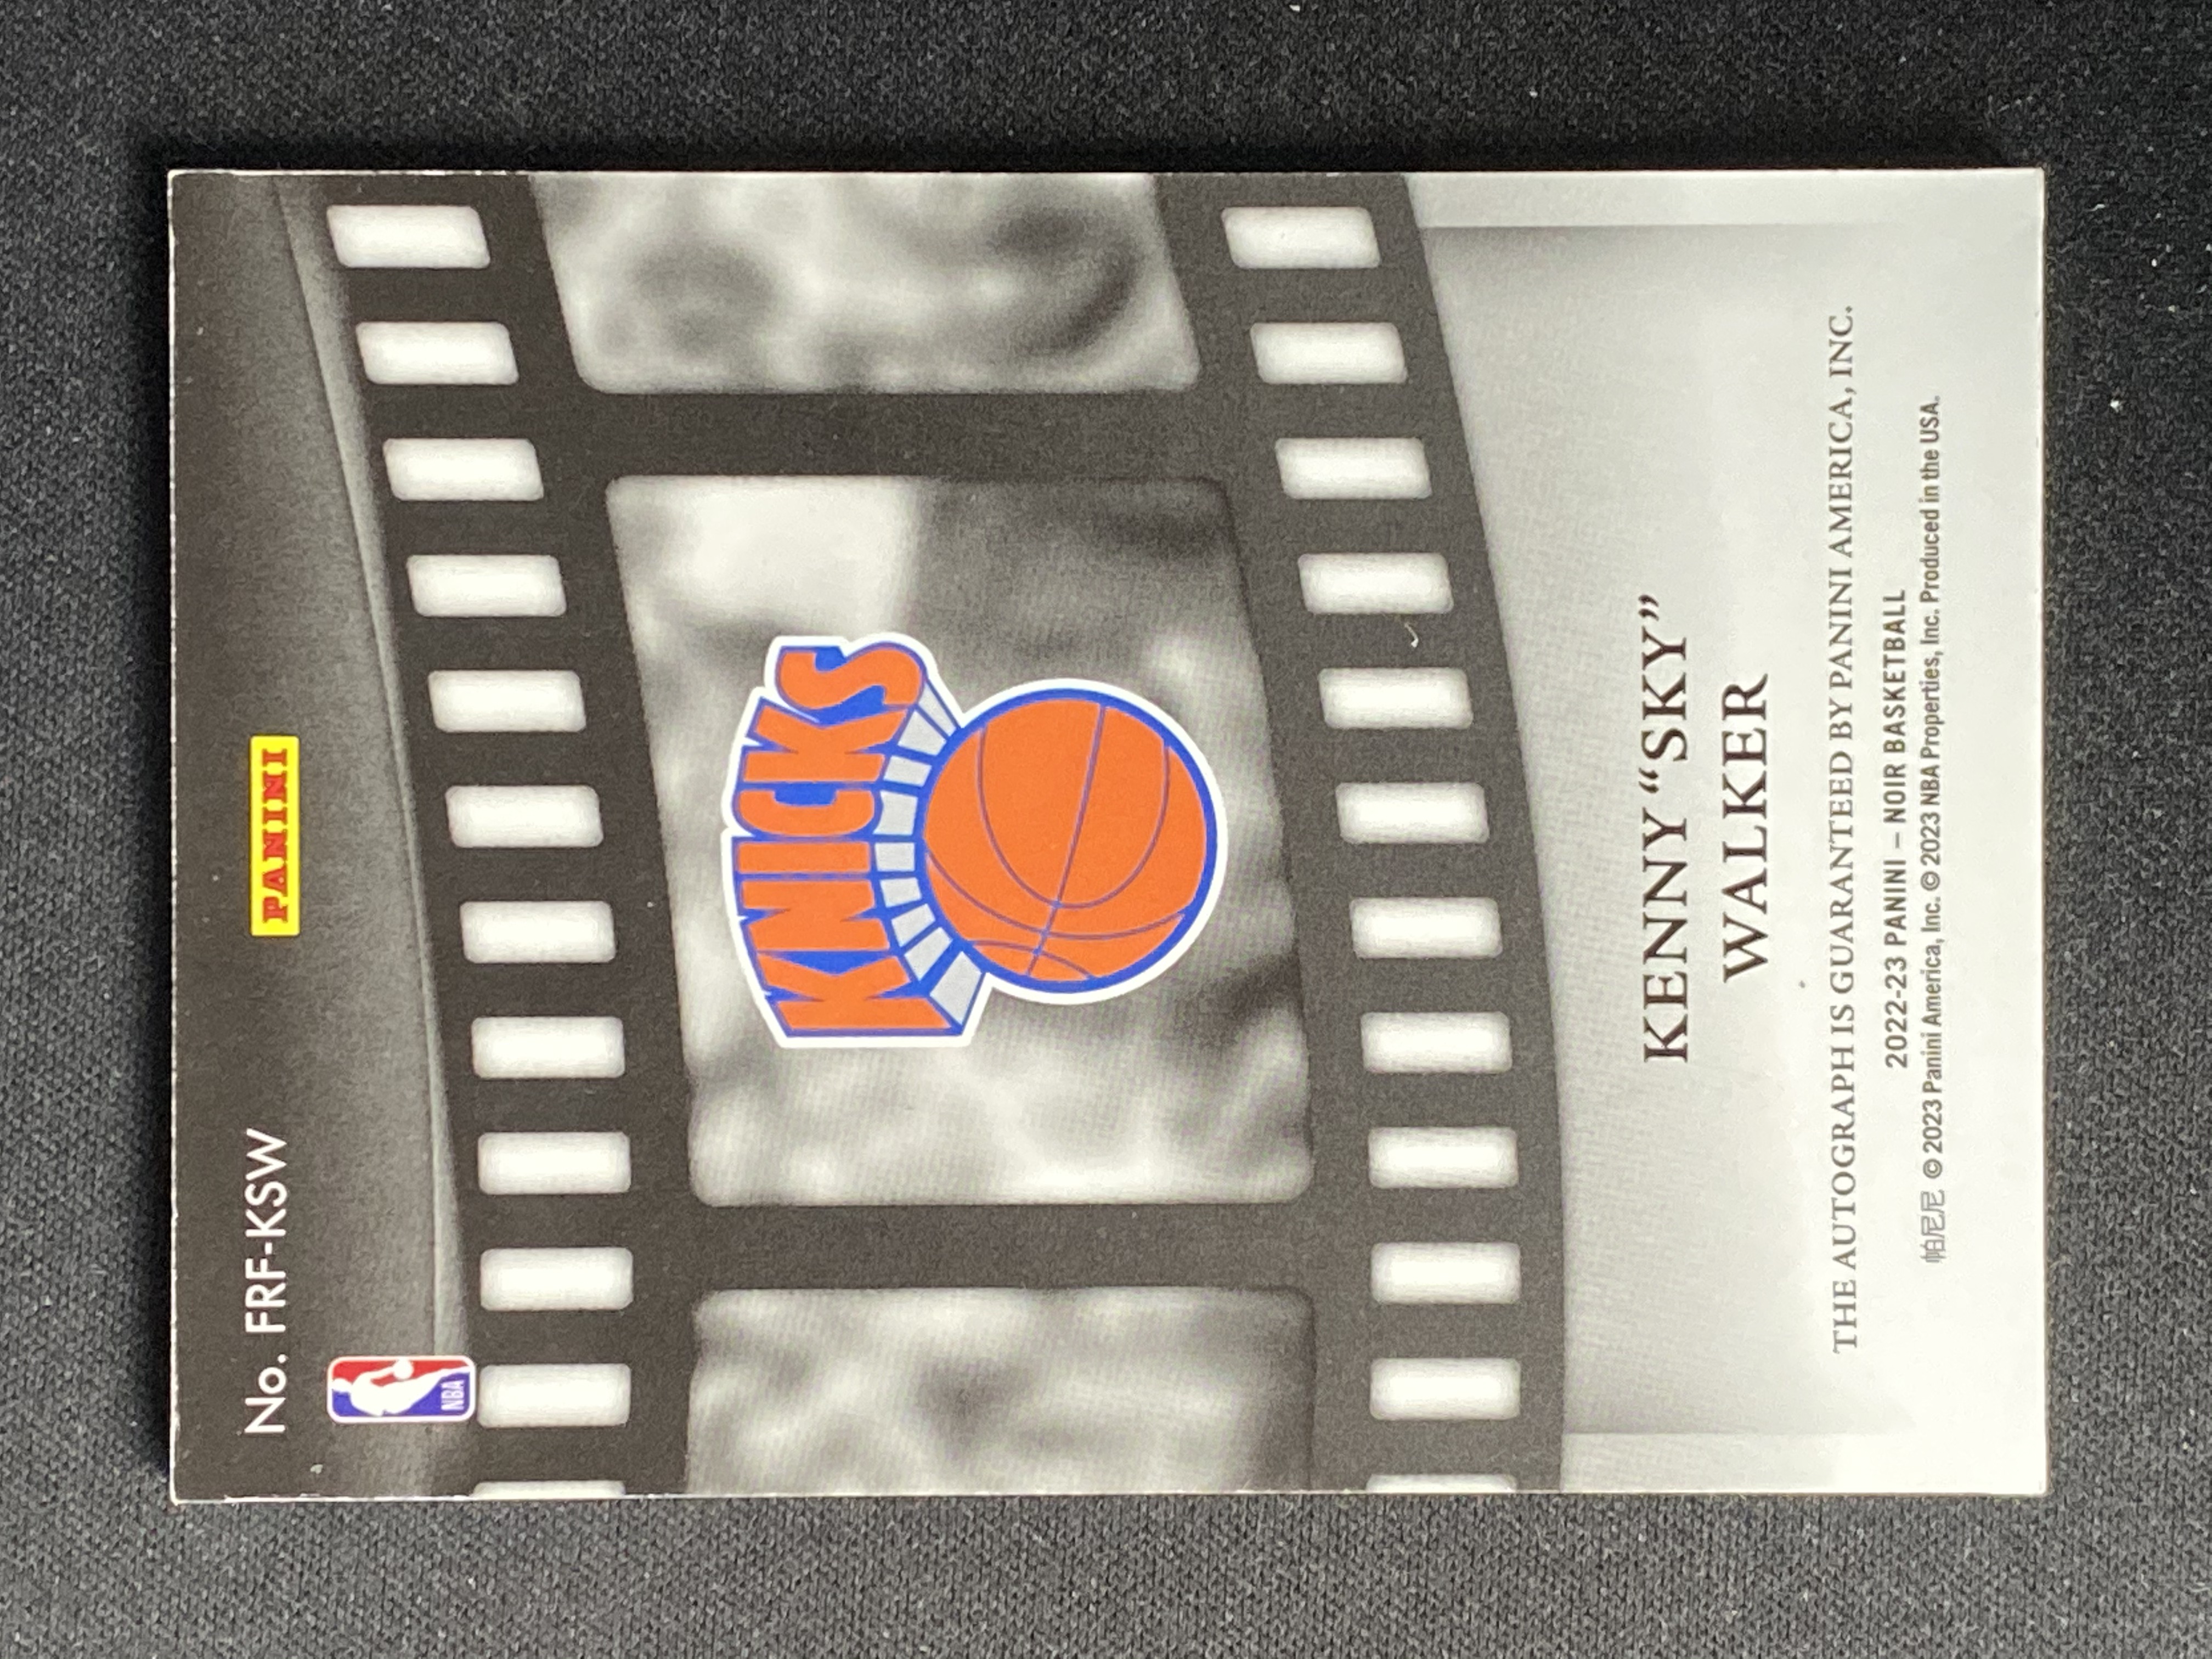 No. FRF-KSW
PANINI
NBA
KNICKS
KENNY “SKY”
WALKER
THE AUTOGRAPH IS GUARANTEED BY PANINI AMERICA, INC.
2022-23 PANINI – NOIR BASKETBALL
帕尼尼 © 2023 Panini America, Inc. © 2023 NBA Properties, Inc. Produced in the USA.